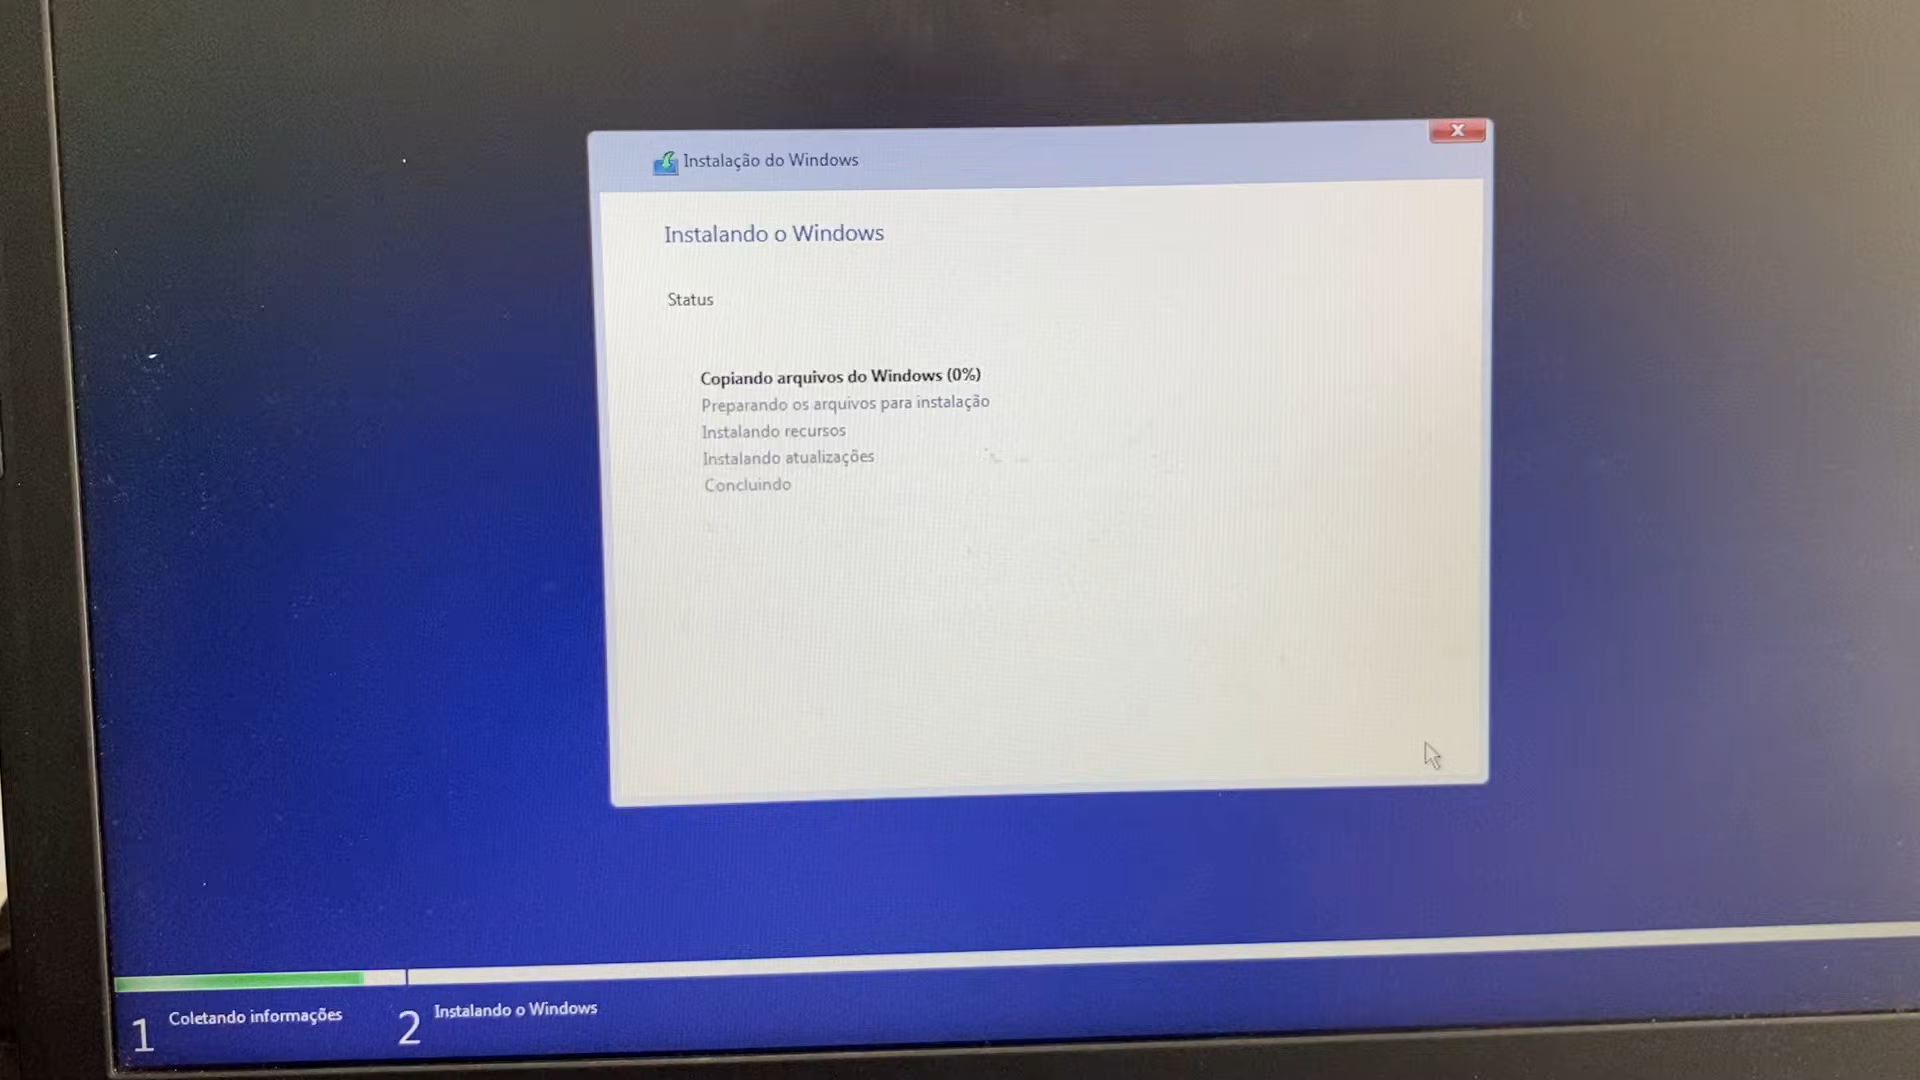 Instalação do Windows
Instalando o Windows
Status
Copiando arquivos do Windows (0%)
Preparando os arquivos para instalação
Instalando recursos
Instalando atualizações
Concluindo
1 Coletando informações
2 Instalando o Windows